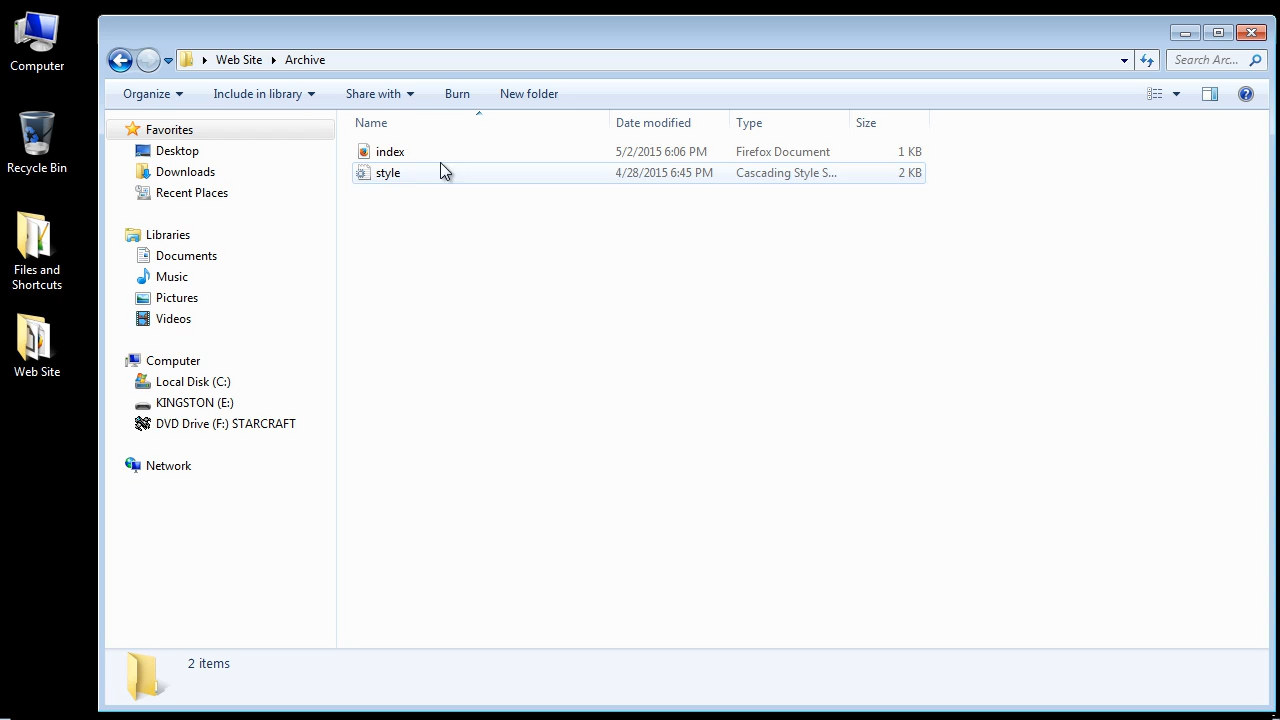 Computer
Recycle Bin
Files and
Shortcuts
Web Site
Web Site Archive
Search Arc...
Organize Include in library Share with Burn New folder
Favorites
Desktop
Downloads
Recent Places
Libraries
Documents
Music
Pictures
Videos
Computer
Local Disk (C:)
KINGSTON (E:)
DVD Drive (F:) STARCRAFT
Network
Name Date modified Type Size
index 5/2/2015 6:06 PM Firefox Document 1 KB
style 4/28/2015 6:45 PM Cascading Style S... 2 KB
2 items